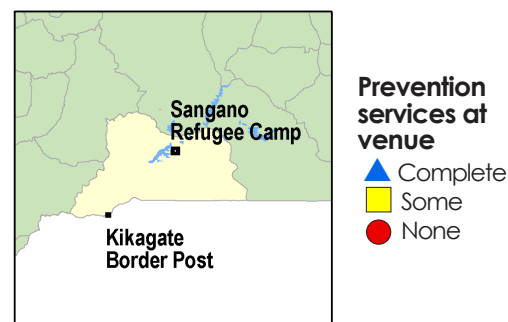 Sangano
Refugee Camp
Kikagate
Border Post
Prevention
services at
venue
Complete
Some
None